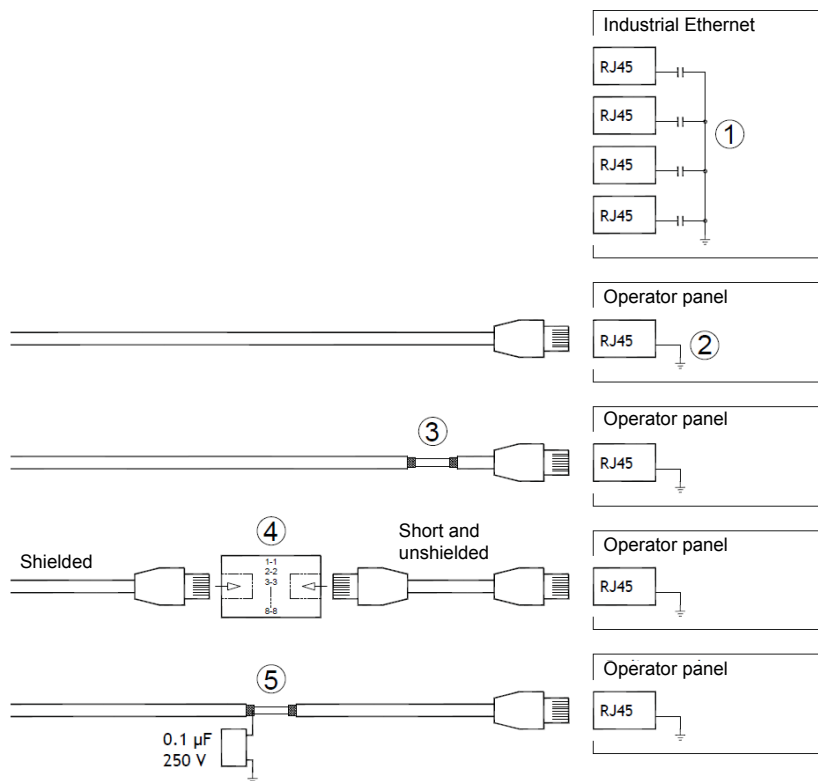 Industrial Ethernet
RJ45
RJ45
RJ45
RJ45
1
Operator panel
RJ45
2
Operator panel
3
RJ45
Operator panel
4
Short and
unshielded
Shielded
1-1
2-2
3-3
8-8
RJ45
Operator panel
5
RJ45
0.1 µF
250 V